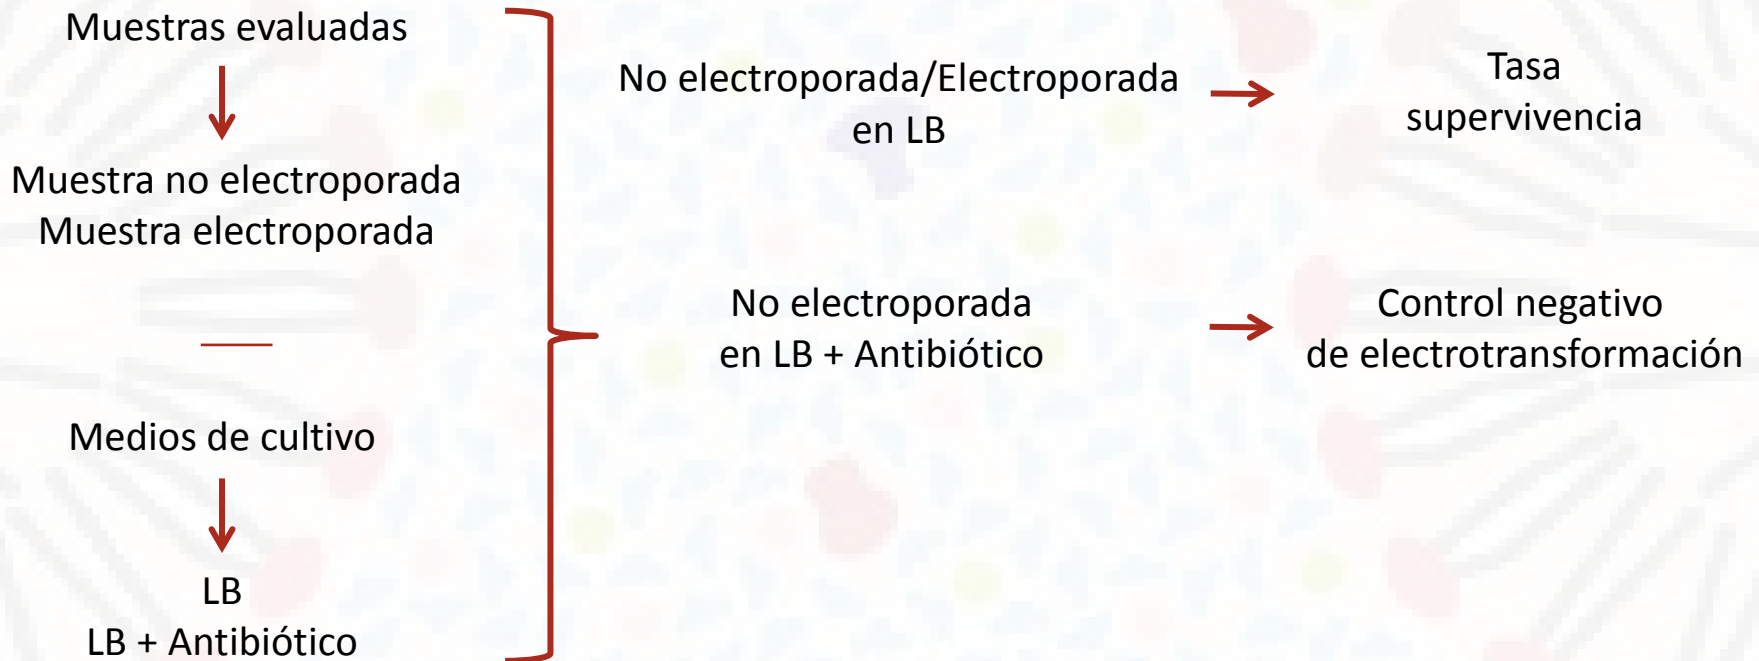 Muestras evaluadas
Muestra no electroporada
Muestra electroporada
Medios de cultivo
LB
LB + Antibiótico
No electroporada/Electroporada
en LB
Tasa
supervivencia
No electroporada
en LB + Antibiótico
Control negativo
de electrotransformación